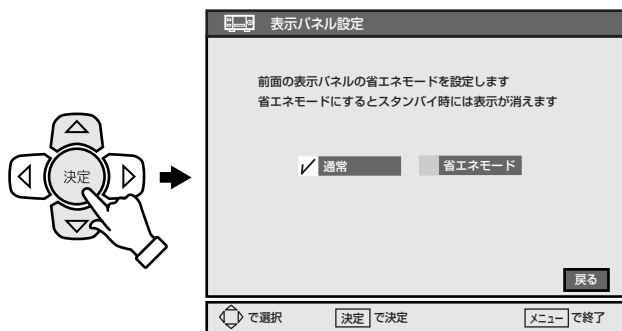 表示パネル設定
前面の表示パネルの省エネモードを設定します
省エネモードにするとスタンバイ時には表示が消えます
決定
通常
省エネモード
戻る
で選択 決定 で決定 メニュー で終了